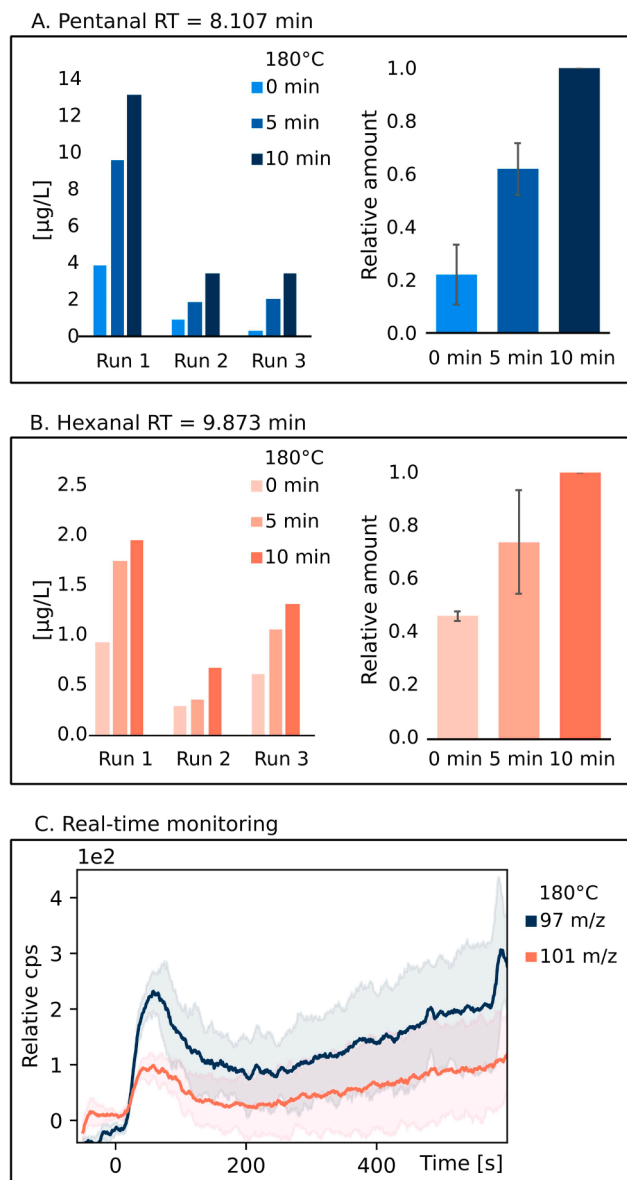 A. Pentanal RT = 8.107 min
180°C
0 min
5 min
10 min
[µg/L]
14
12
10
8
6
4
2
0
Run 1 Run 2 Run 3
Relative amount
1.0
0.8
0.6
0.4
0.2
0.0
0 min 5 min 10 min
B. Hexanal RT = 9.873 min
180°C
0 min
5 min
10 min
[µg/L]
2.5
2.0
1.5
1.0
0.5
0.0
Run 1 Run 2 Run 3
Relative amount
1.0
0.8
0.6
0.4
0.2
0.0
0 min 5 min 10 min
C. Real-time monitoring
1e2
Relative cps
4
3
2
1
0
0 200 400 Time [s]
180°C
97 m/z
101 m/z